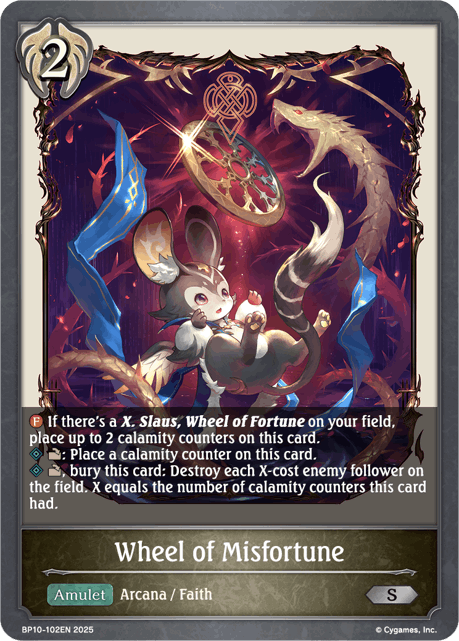 2
F If there's a X. Slaus, Wheel of Fortune on your field,
place up to 2 calamity counters on this card.
: Place a calamity counter on this card.
bury this card: Destroy each X-cost enemy follower on
the field. X equals the number of calamity counters this card
had.
Wheel of Misfortune
Amulet Arcana / Faith S
BP10-102EN 2025 © Cygames, Inc.